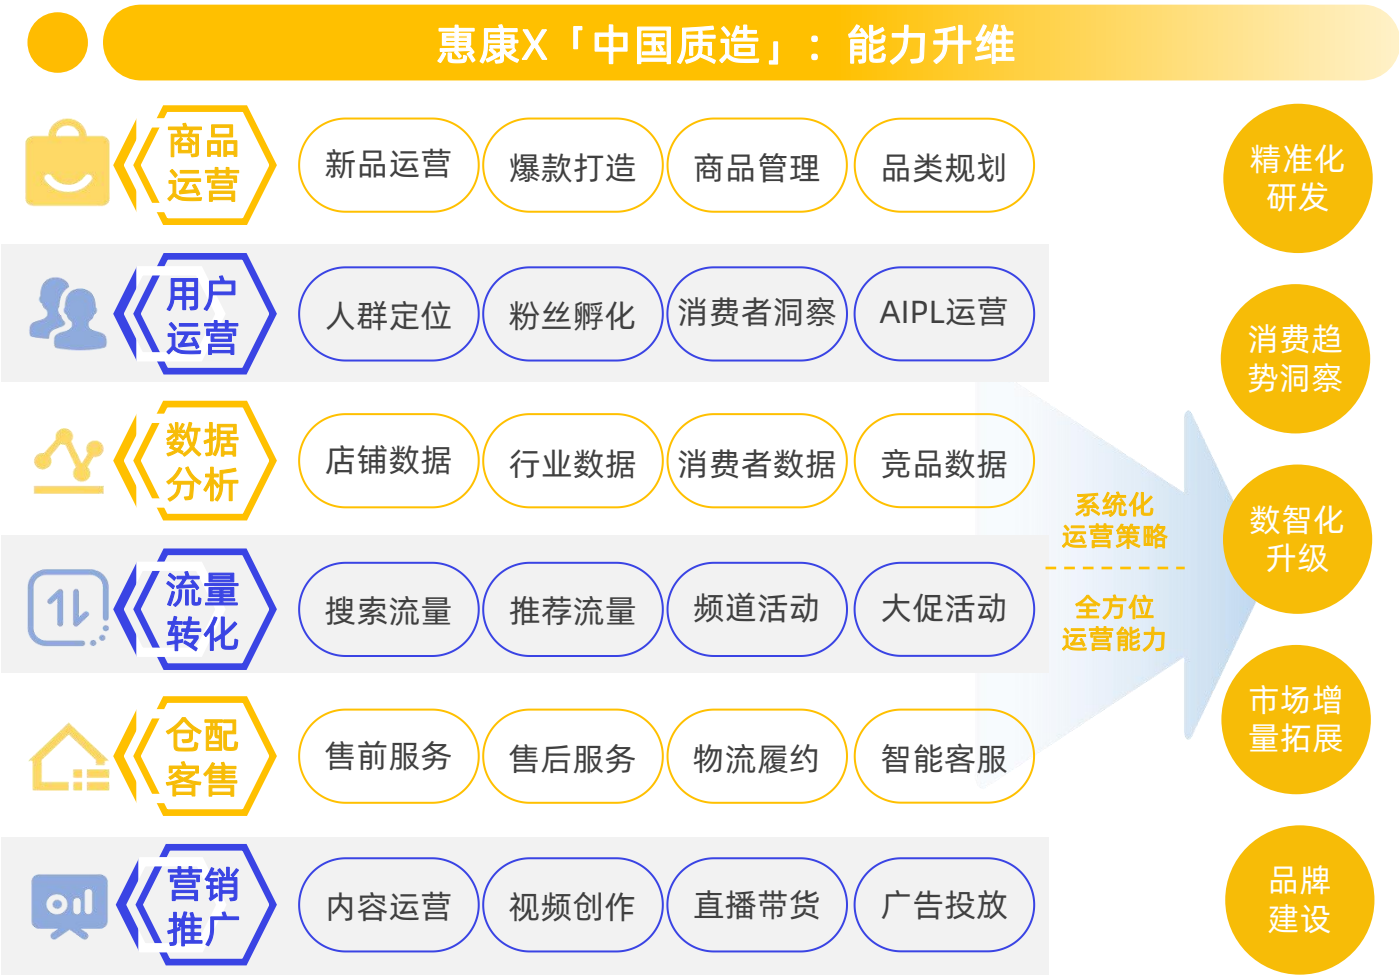 惠康X「中国质造」：能力升维
商品
运营
新品运营
爆款打造
商品管理
品类规划
用户
运营
人群定位
粉丝孵化
消费者洞察
AIPL运营
数据
分析
店铺数据
行业数据
消费者数据
竞品数据
流量
转化
搜索流量
推荐流量
频道活动
大促活动
仓配
客售
售前服务
售后服务
物流履约
智能客服
营销
推广
内容运营
视频创作
直播带货
广告投放
系统化
运营策略
全方位
运营能力
精准化
研发
消费趋
势洞察
数智化
升级
市场增
量拓展
品牌
建设